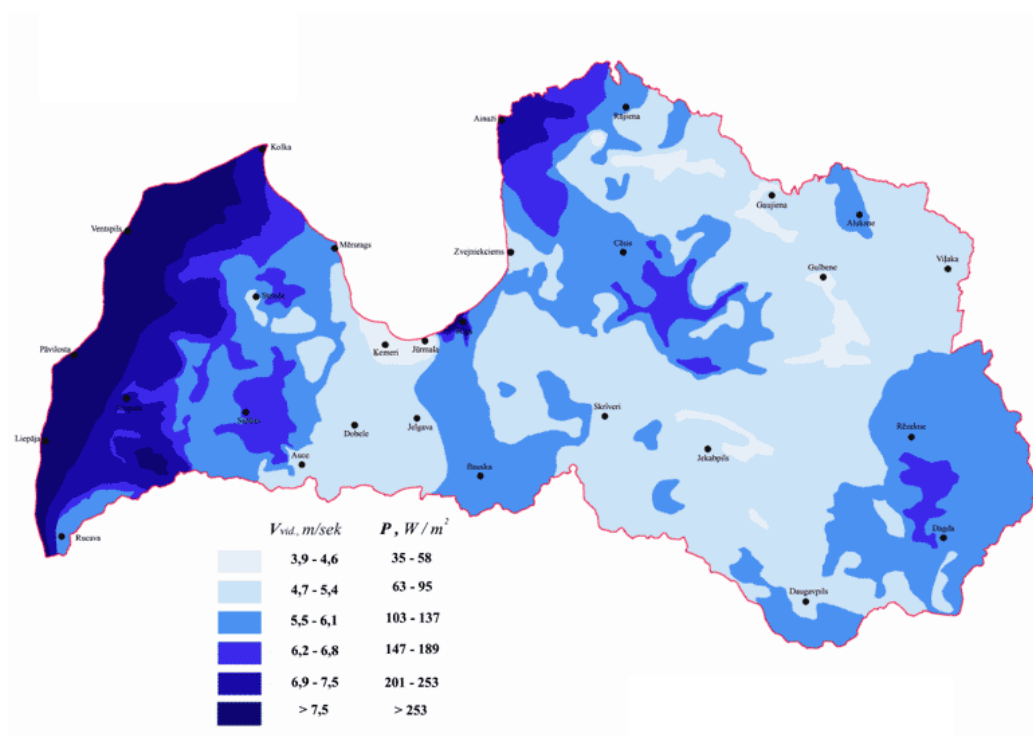 Ainaži
Rūjiena
Kolka
Gaujiena
Alūksne
Ventspils
Mērsrags
Zvejniekciems
Cēsis
Gulbene
Viļaka
Stende
Pāvilosta
Ķemeri
Jūrmala
Liepāja
Saldus
Dobele
Jelgava
Skrīveri
Rēzekne
Auce
Bauska
Jēkabpils
Rucava
Dagda
Daugavpils
Vvid., m/sek P , W / m²
3,9 - 4,6 35 - 58
4,7 - 5,4 63 - 95
5,5 - 6,1 103 - 137
6,2 - 6,8 147 - 189
6,9 - 7,5 201 - 253
> 7,5 > 253